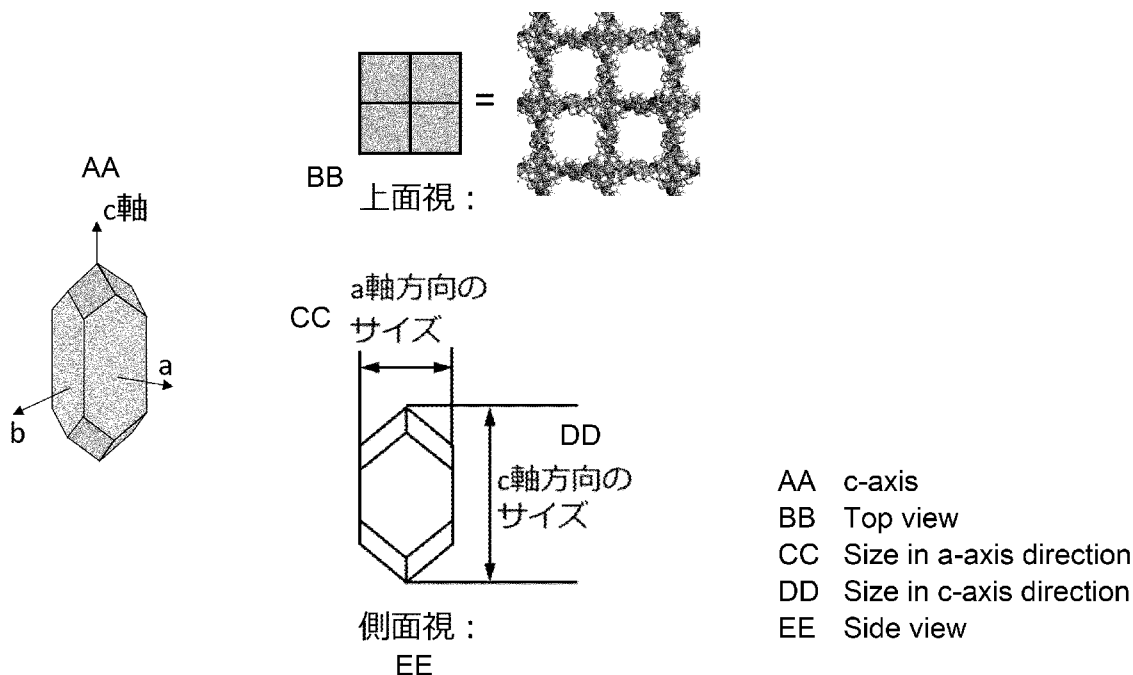 AA
c軸
a
b
=
BB
上面視：
CC
a軸方向の
サイズ
DD
c軸方向の
サイズ
側面視：
EE
AA c-axis
BB Top view
CC Size in a-axis direction
DD Size in c-axis direction
EE Side view